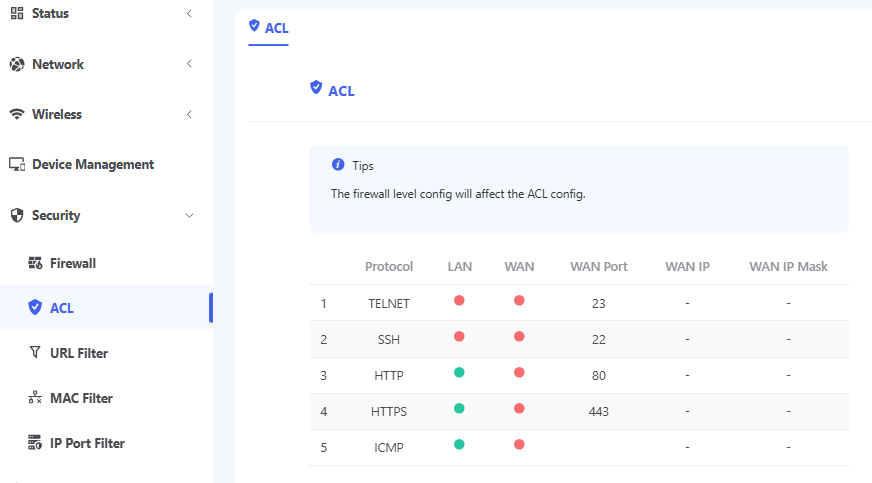 Status
Network
Wireless
Device Management
Security
Firewall
ACL
URL Filter
MAC Filter
IP Port Filter
ACL
ACL
Tips
The firewall level config will affect the ACL config.
Protocol LAN WAN WAN Port WAN IP WAN IP Mask
1 TELNET 23 - -
2 SSH 22 - -
3 HTTP 80 - -
4 HTTPS 443 - -
5 ICMP - -